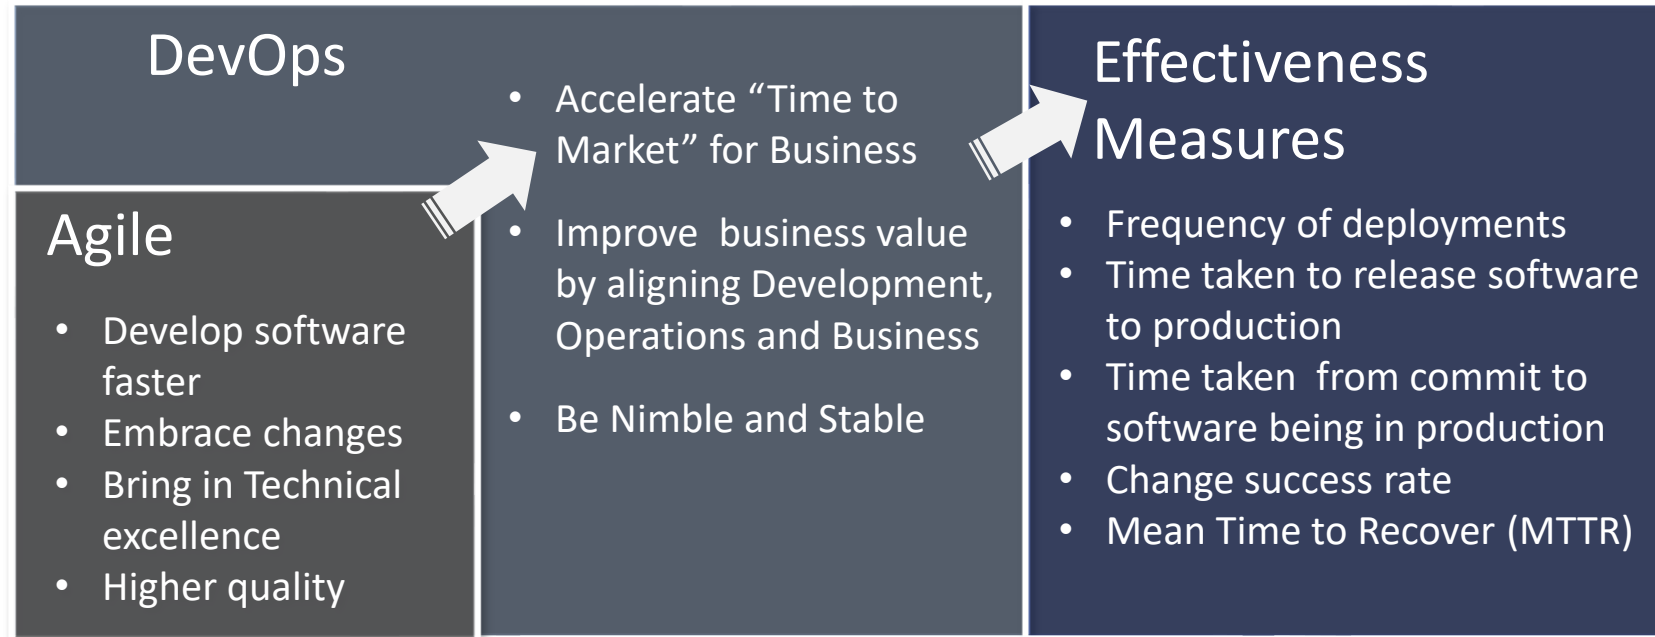 DevOps
• Accelerate “Time to
Market” for Business
• Improve  business value
by aligning Development,
Operations and Business
• Be Nimble and Stable
Agile
• Develop software
faster
• Embrace changes
• Bring in Technical
excellence
• Higher quality
Effectiveness
Measures
• Frequency of deployments
• Time taken to release software
to production
• Time taken  from commit to
software being in production
• Change success rate
• Mean Time to Recover (MTTR)